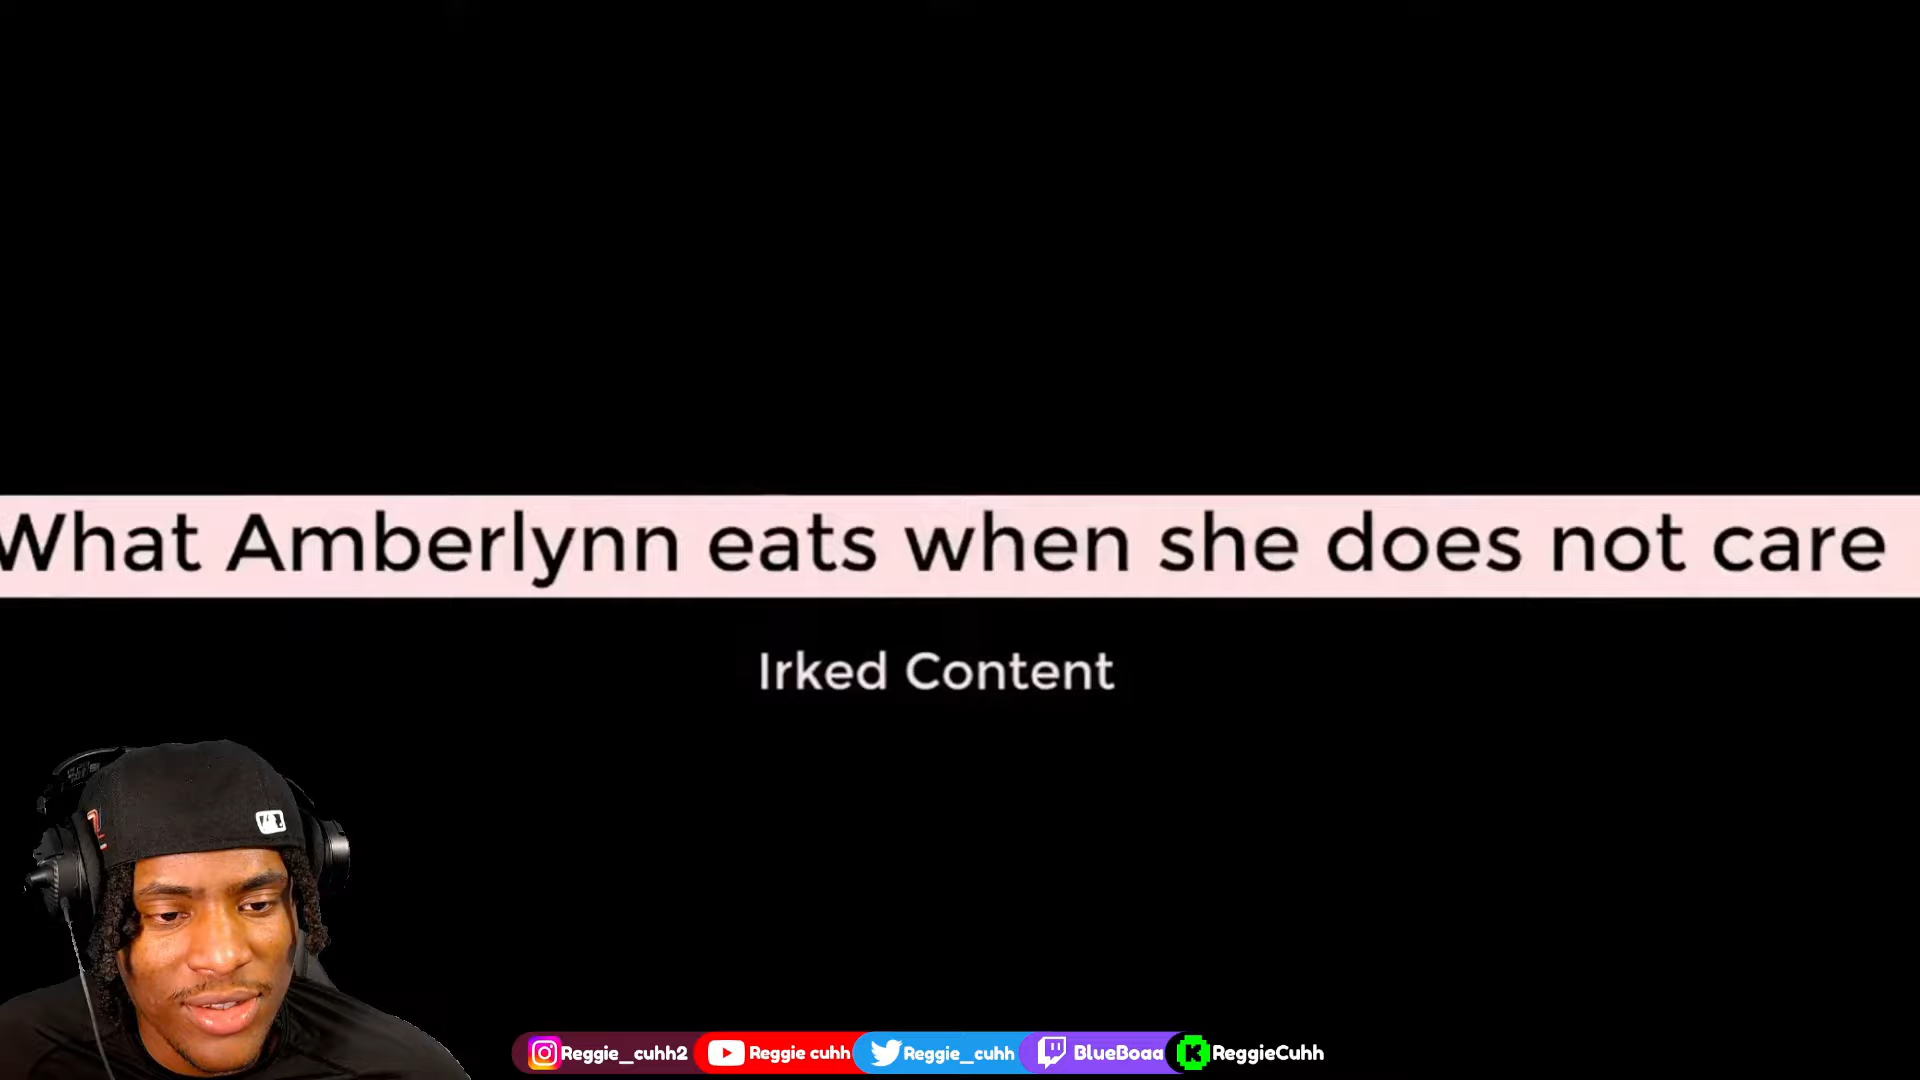 What Amberlynn eats when she does not care
Irked Content
Reggie_cuhh2 Reggie cuhh Reggie_cuhh BlueBoaa K ReggieCuhh